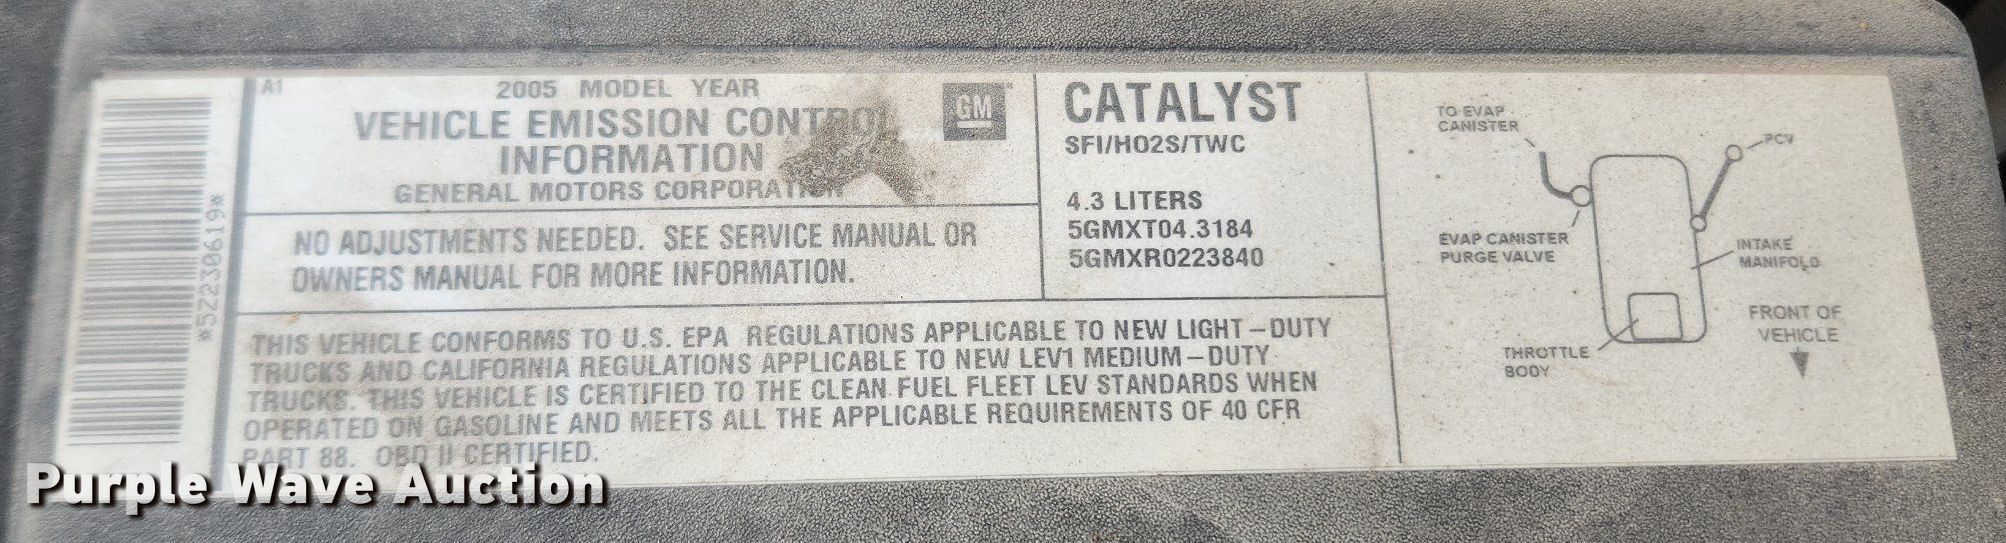 *5Z230619*
A1
2005 MODEL YEAR
VEHICLE EMISSION CONTROL
INFORMATION
GENERAL MOTORS CORPORATION
GM
NO ADJUSTMENTS NEEDED. SEE SERVICE MANUAL OR
OWNERS MANUAL FOR MORE INFORMATION.
CATALYST
SFI/HO2S/TWC
4.3 LITERS
5GMXT04.3184
5GMXR0223840
THIS VEHICLE CONFORMS TO U.S. EPA REGULATIONS APPLICABLE TO NEW LIGHT-DUTY
TRUCKS AND CALIFORNIA REGULATIONS APPLICABLE TO NEW LEV1 MEDIUM-DUTY
TRUCKS. THIS VEHICLE IS CERTIFIED TO THE CLEAN FUEL FLEET LEV STANDARDS WHEN
OPERATED ON GASOLINE AND MEETS ALL THE APPLICABLE REQUIREMENTS OF 40 CFR
PART 88. OBD II CERTIFIED.
TO EVAP
CANISTER
PCV
EVAP CANISTER
PURGE VALVE
INTAKE
MANIFOLD
FRONT OF
VEHICLE
THROTTLE
BODY
Purple Wave Auction